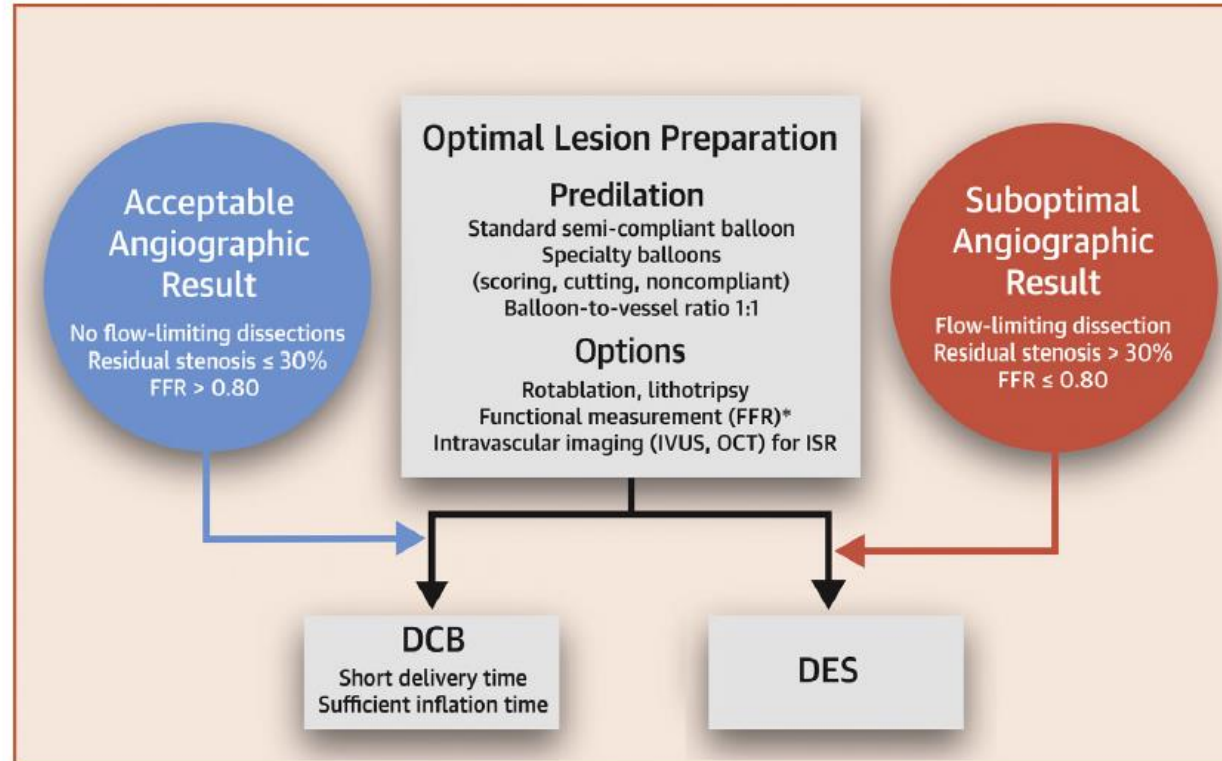 Acceptable
Angiographic
Result
No flow-limiting dissections
Residual stenosis ≤ 30%
FFR > 0.80
Optimal Lesion Preparation
Predilation
Standard semi-compliant balloon
Specialty balloons
(scoring, cutting, noncompliant)
Balloon-to-vessel ratio 1:1
Options
Rotablation, lithotripsy
Functional measurement (FFR)*
Intravascular imaging (IVUS, OCT) for ISR
Suboptimal
Angiographic
Result
Flow-limiting dissection
Residual stenosis > 30%
FFR ≤ 0.80
DCB
Short delivery time
Sufficient inflation time
DES